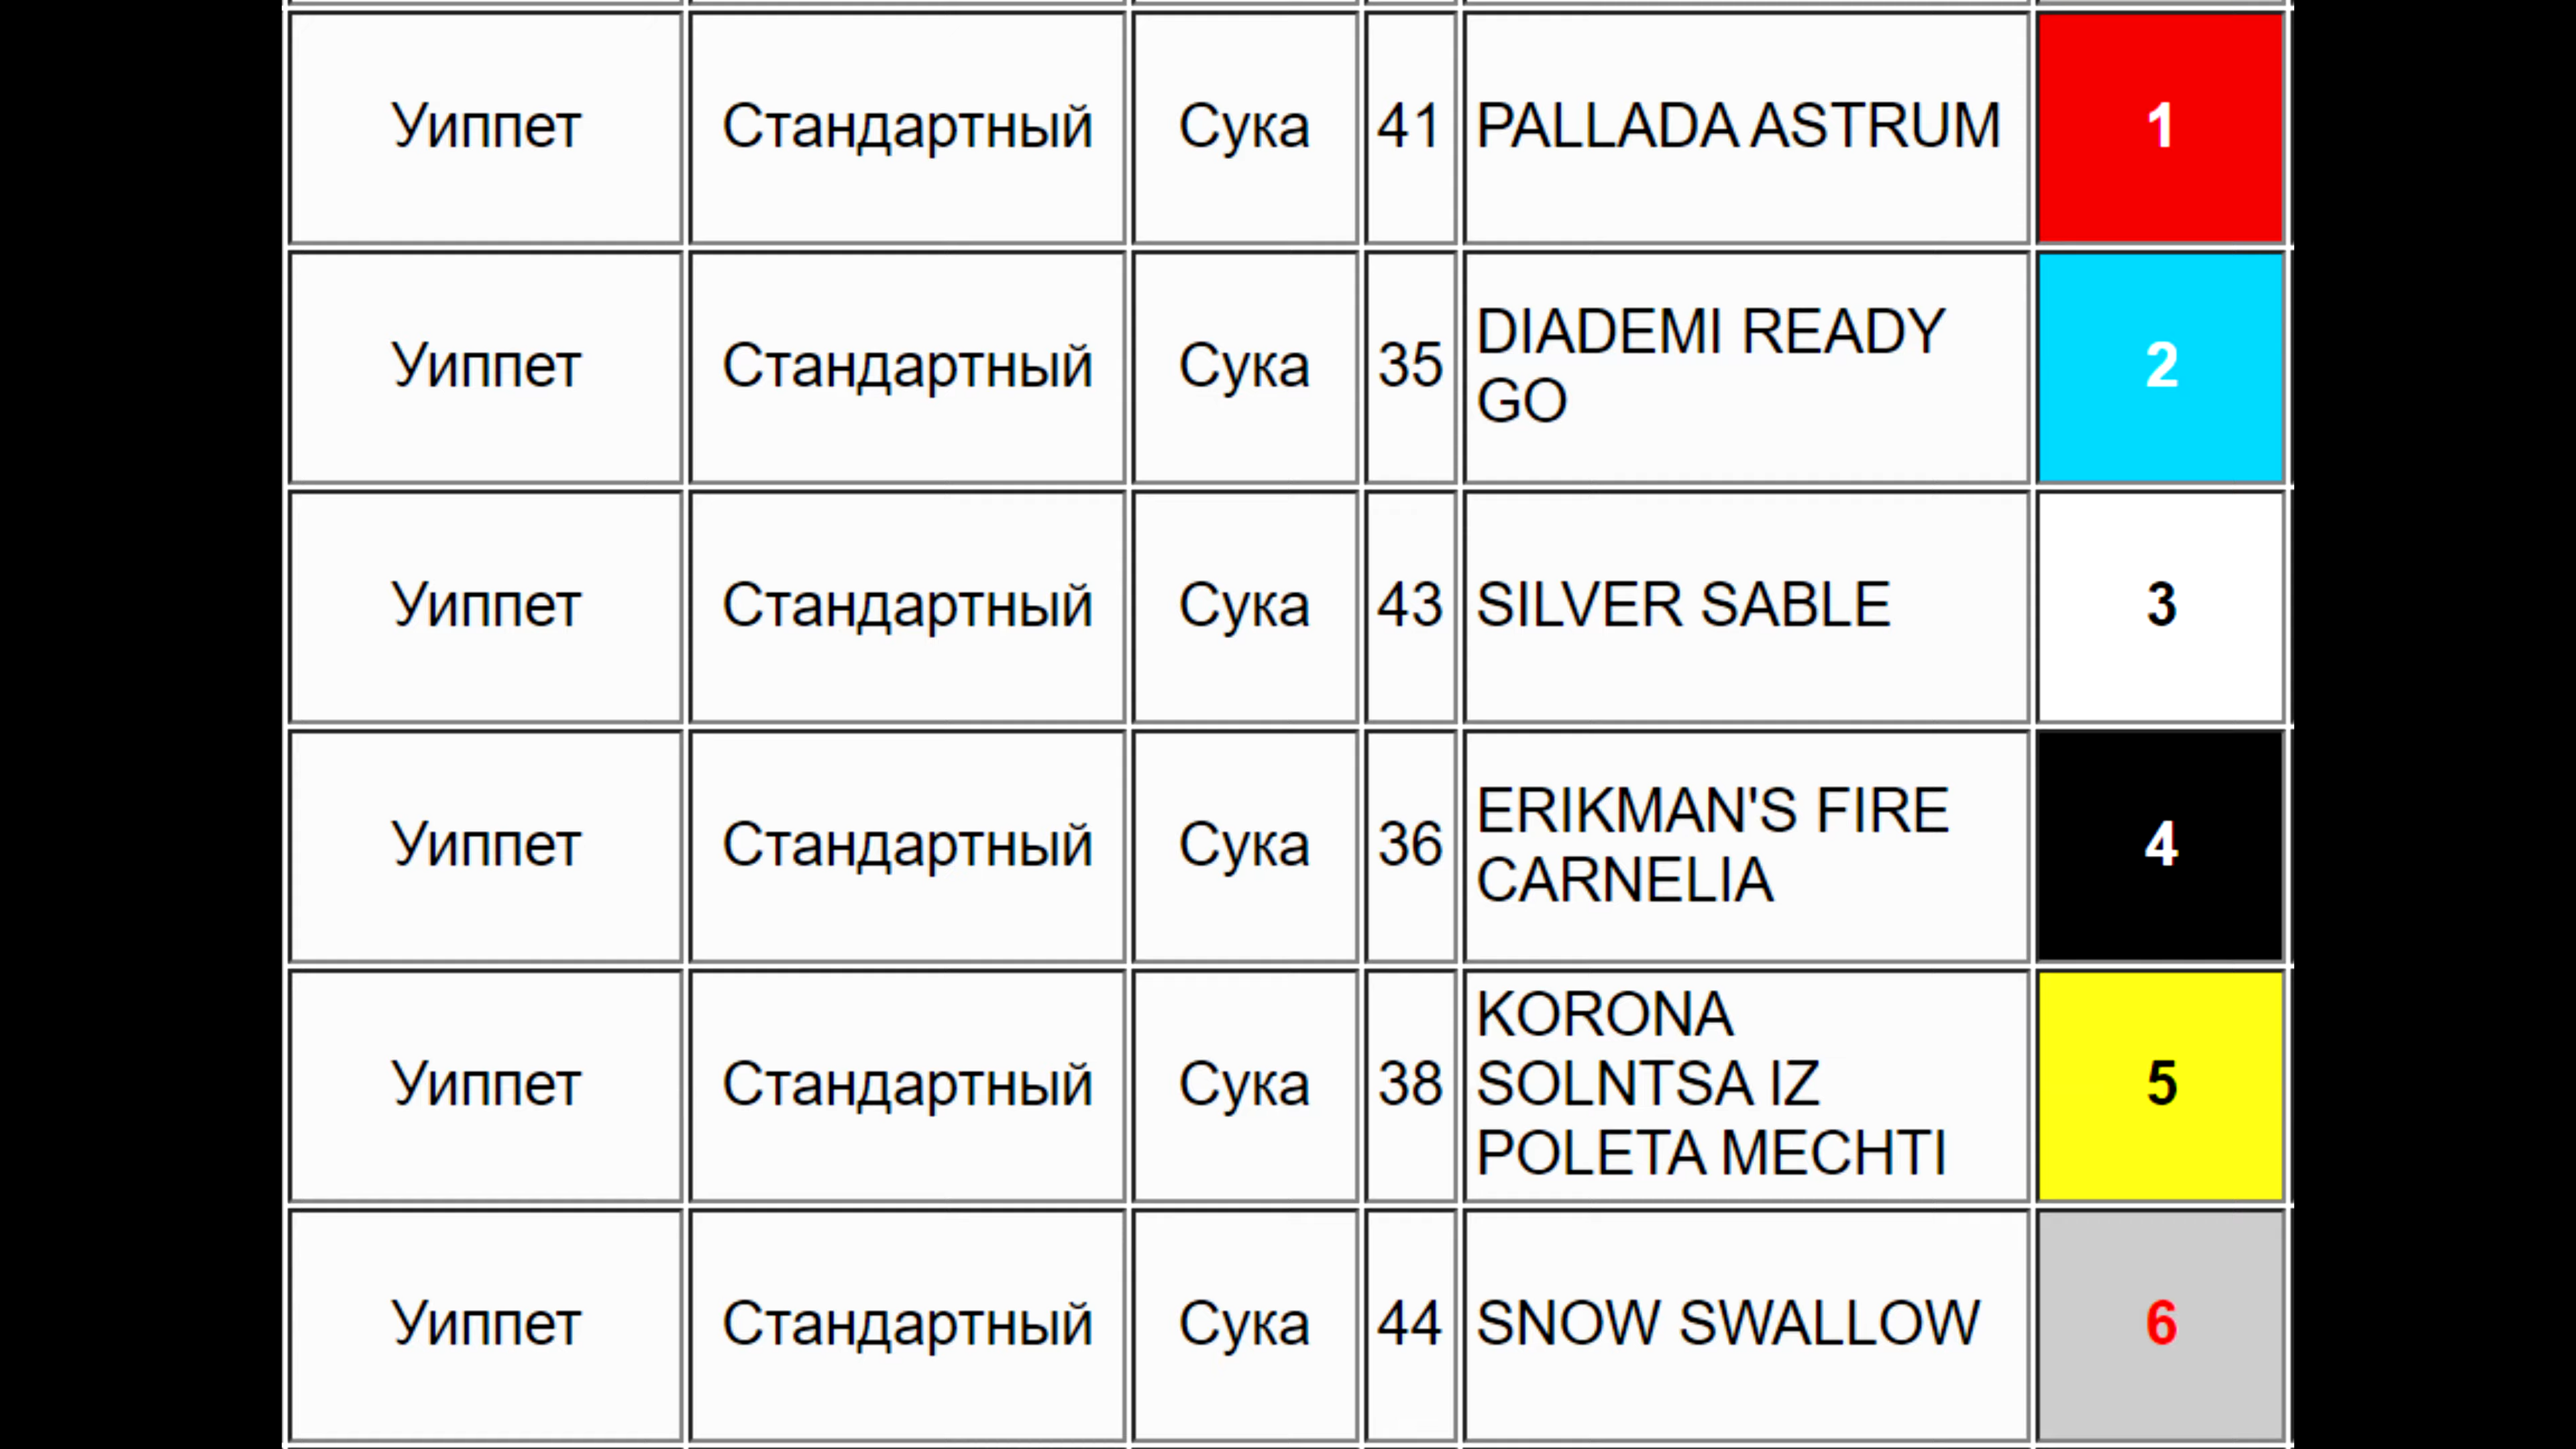 Уиппет Стандартный Сука 41 PALLADA ASTRUM 1
Уиппет Стандартный Сука 35 DIADEMI READY
GO 2
Уиппет Стандартный Сука 43 SILVER SABLE 3
Уиппет Стандартный Сука 36 ERIKMAN'S FIRE
CARNELIA 4
Уиппет Стандартный Сука 38 KORONA
SOLNTSA IZ
POLETA MECHTI 5
Уиппет Стандартный Сука 44 SNOW SWALLOW 6